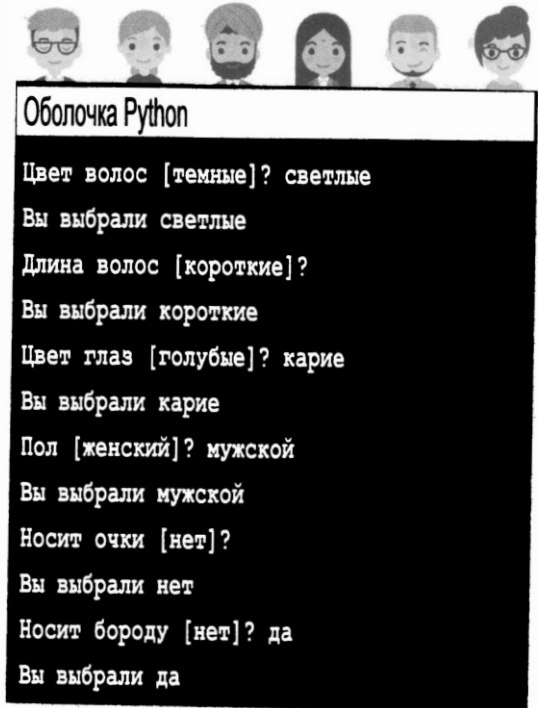 Оболочка Python
Цвет волос [темные]? светлые
Вы выбрали светлые
Длина волос [короткие]?
Вы выбрали короткие
Цвет глаз [голубые]? карие
Вы выбрали карие
Пол [женский]? мужской
Вы выбрали мужской
Носит очки [нет]?
Вы выбрали нет
Носит бороду [нет]? да
Вы выбрали да